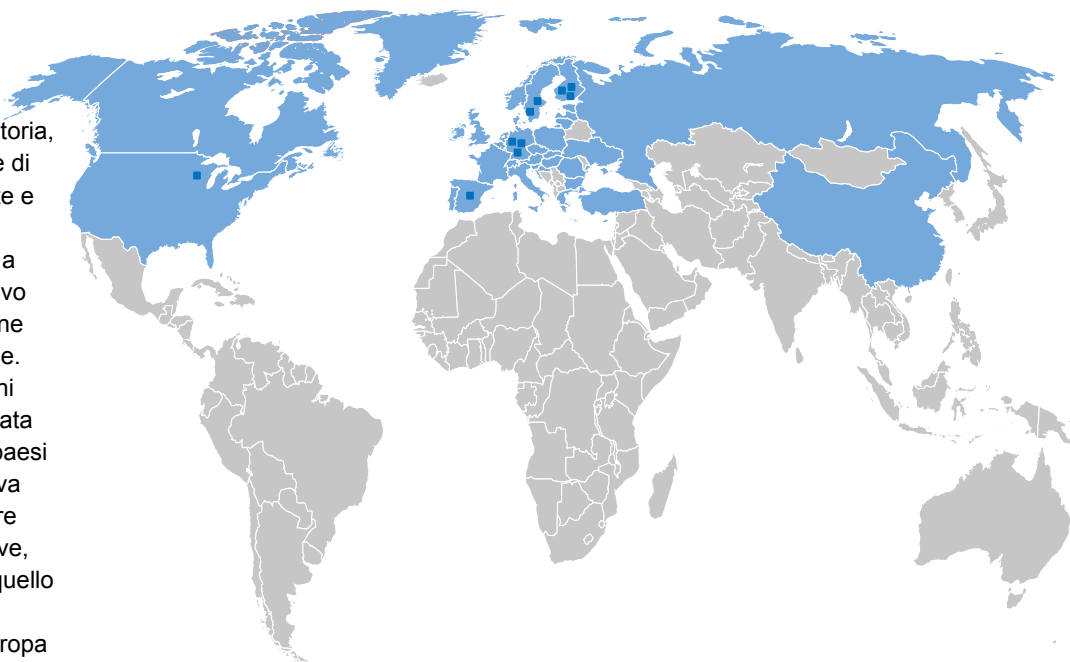 toria,
e di
e e
a
vo
ne
e.
ni
ata
paesi
va
re
ve,
quello
ropa